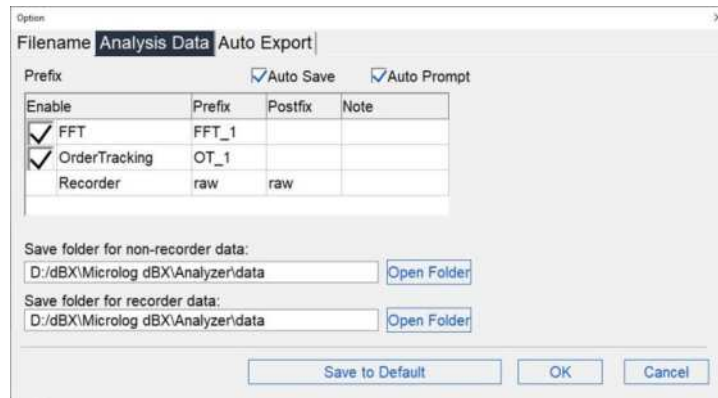 Option
Filename Analysis Data Auto Export
Prefix Auto Save Auto Prompt
Enable Prefix Postfix Note
FFT FFT_1
OrderTracking OT_1
Recorder raw raw
Save folder for non-recorder data:
D:/dBX\Microlog dBX\Analyzer\data Open Folder
Save folder for recorder data:
D:/dBX\Microlog dBX\Analyzer\data Open Folder
Save to Default OK Cancel